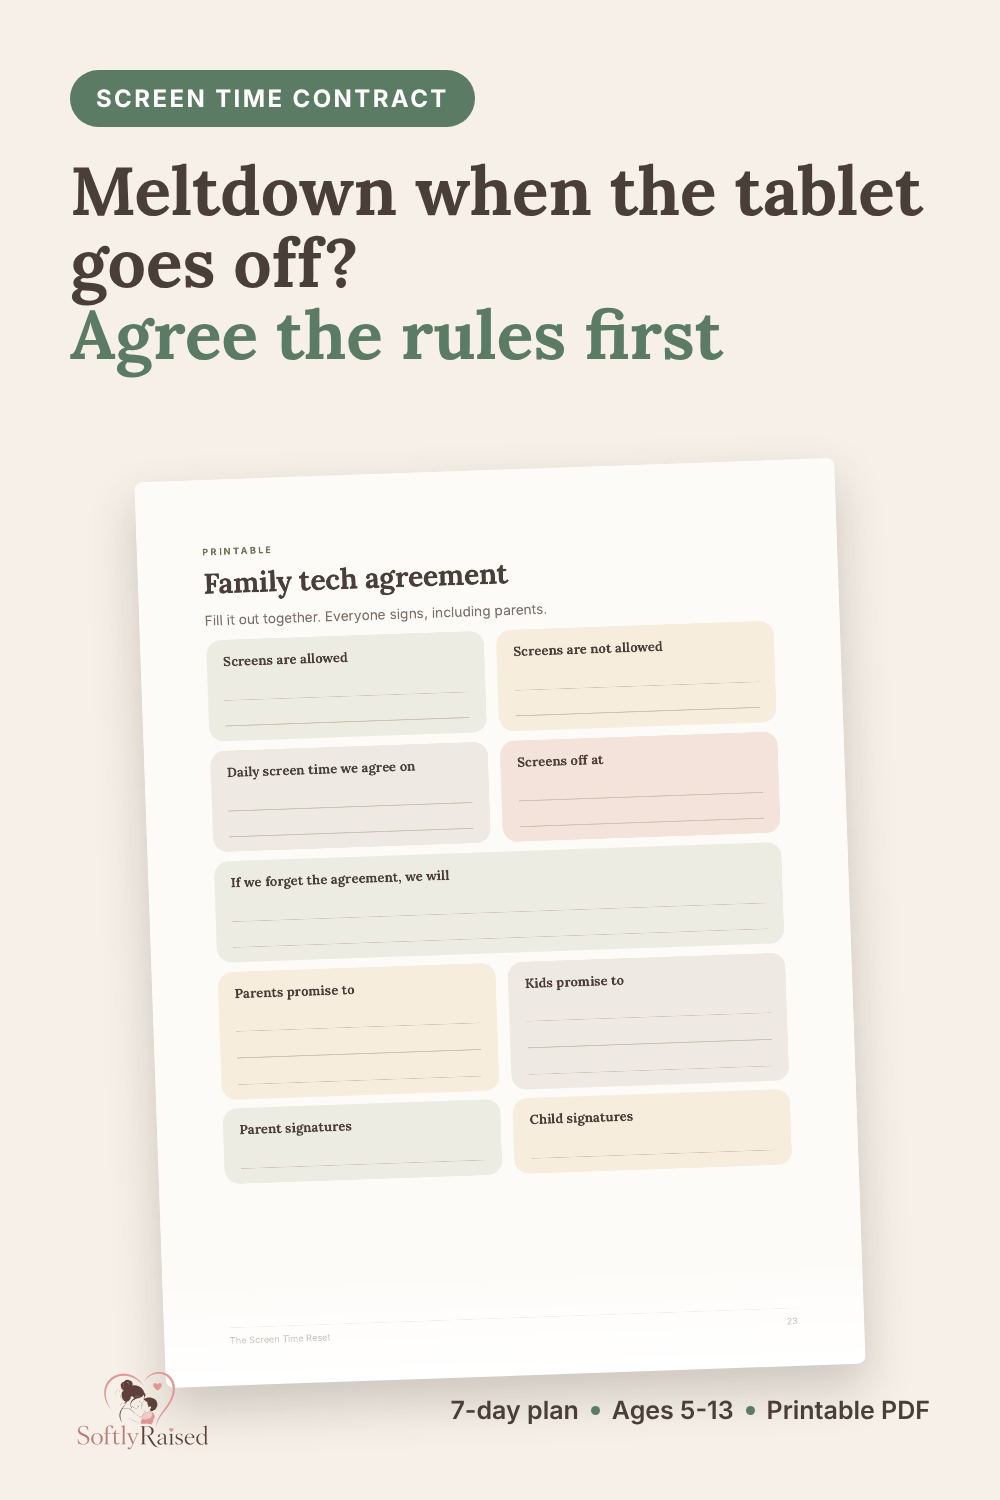 SCREEN TIME CONTRACT
Meltdown when the tablet
goes off?
Agree the rules first
PRINTABLE
Family tech agreement
Fill it out together. Everyone signs, including parents.
Screens are allowed
Screens are not allowed
Daily screen time we agree on
Screens off at
If we forget the agreement, we will
Parents promise to
Kids promise to
Parent signatures
Child signatures
The Screen Time Reset
23
SoftlyRaised
7-day plan • Ages 5-13 • Printable PDF